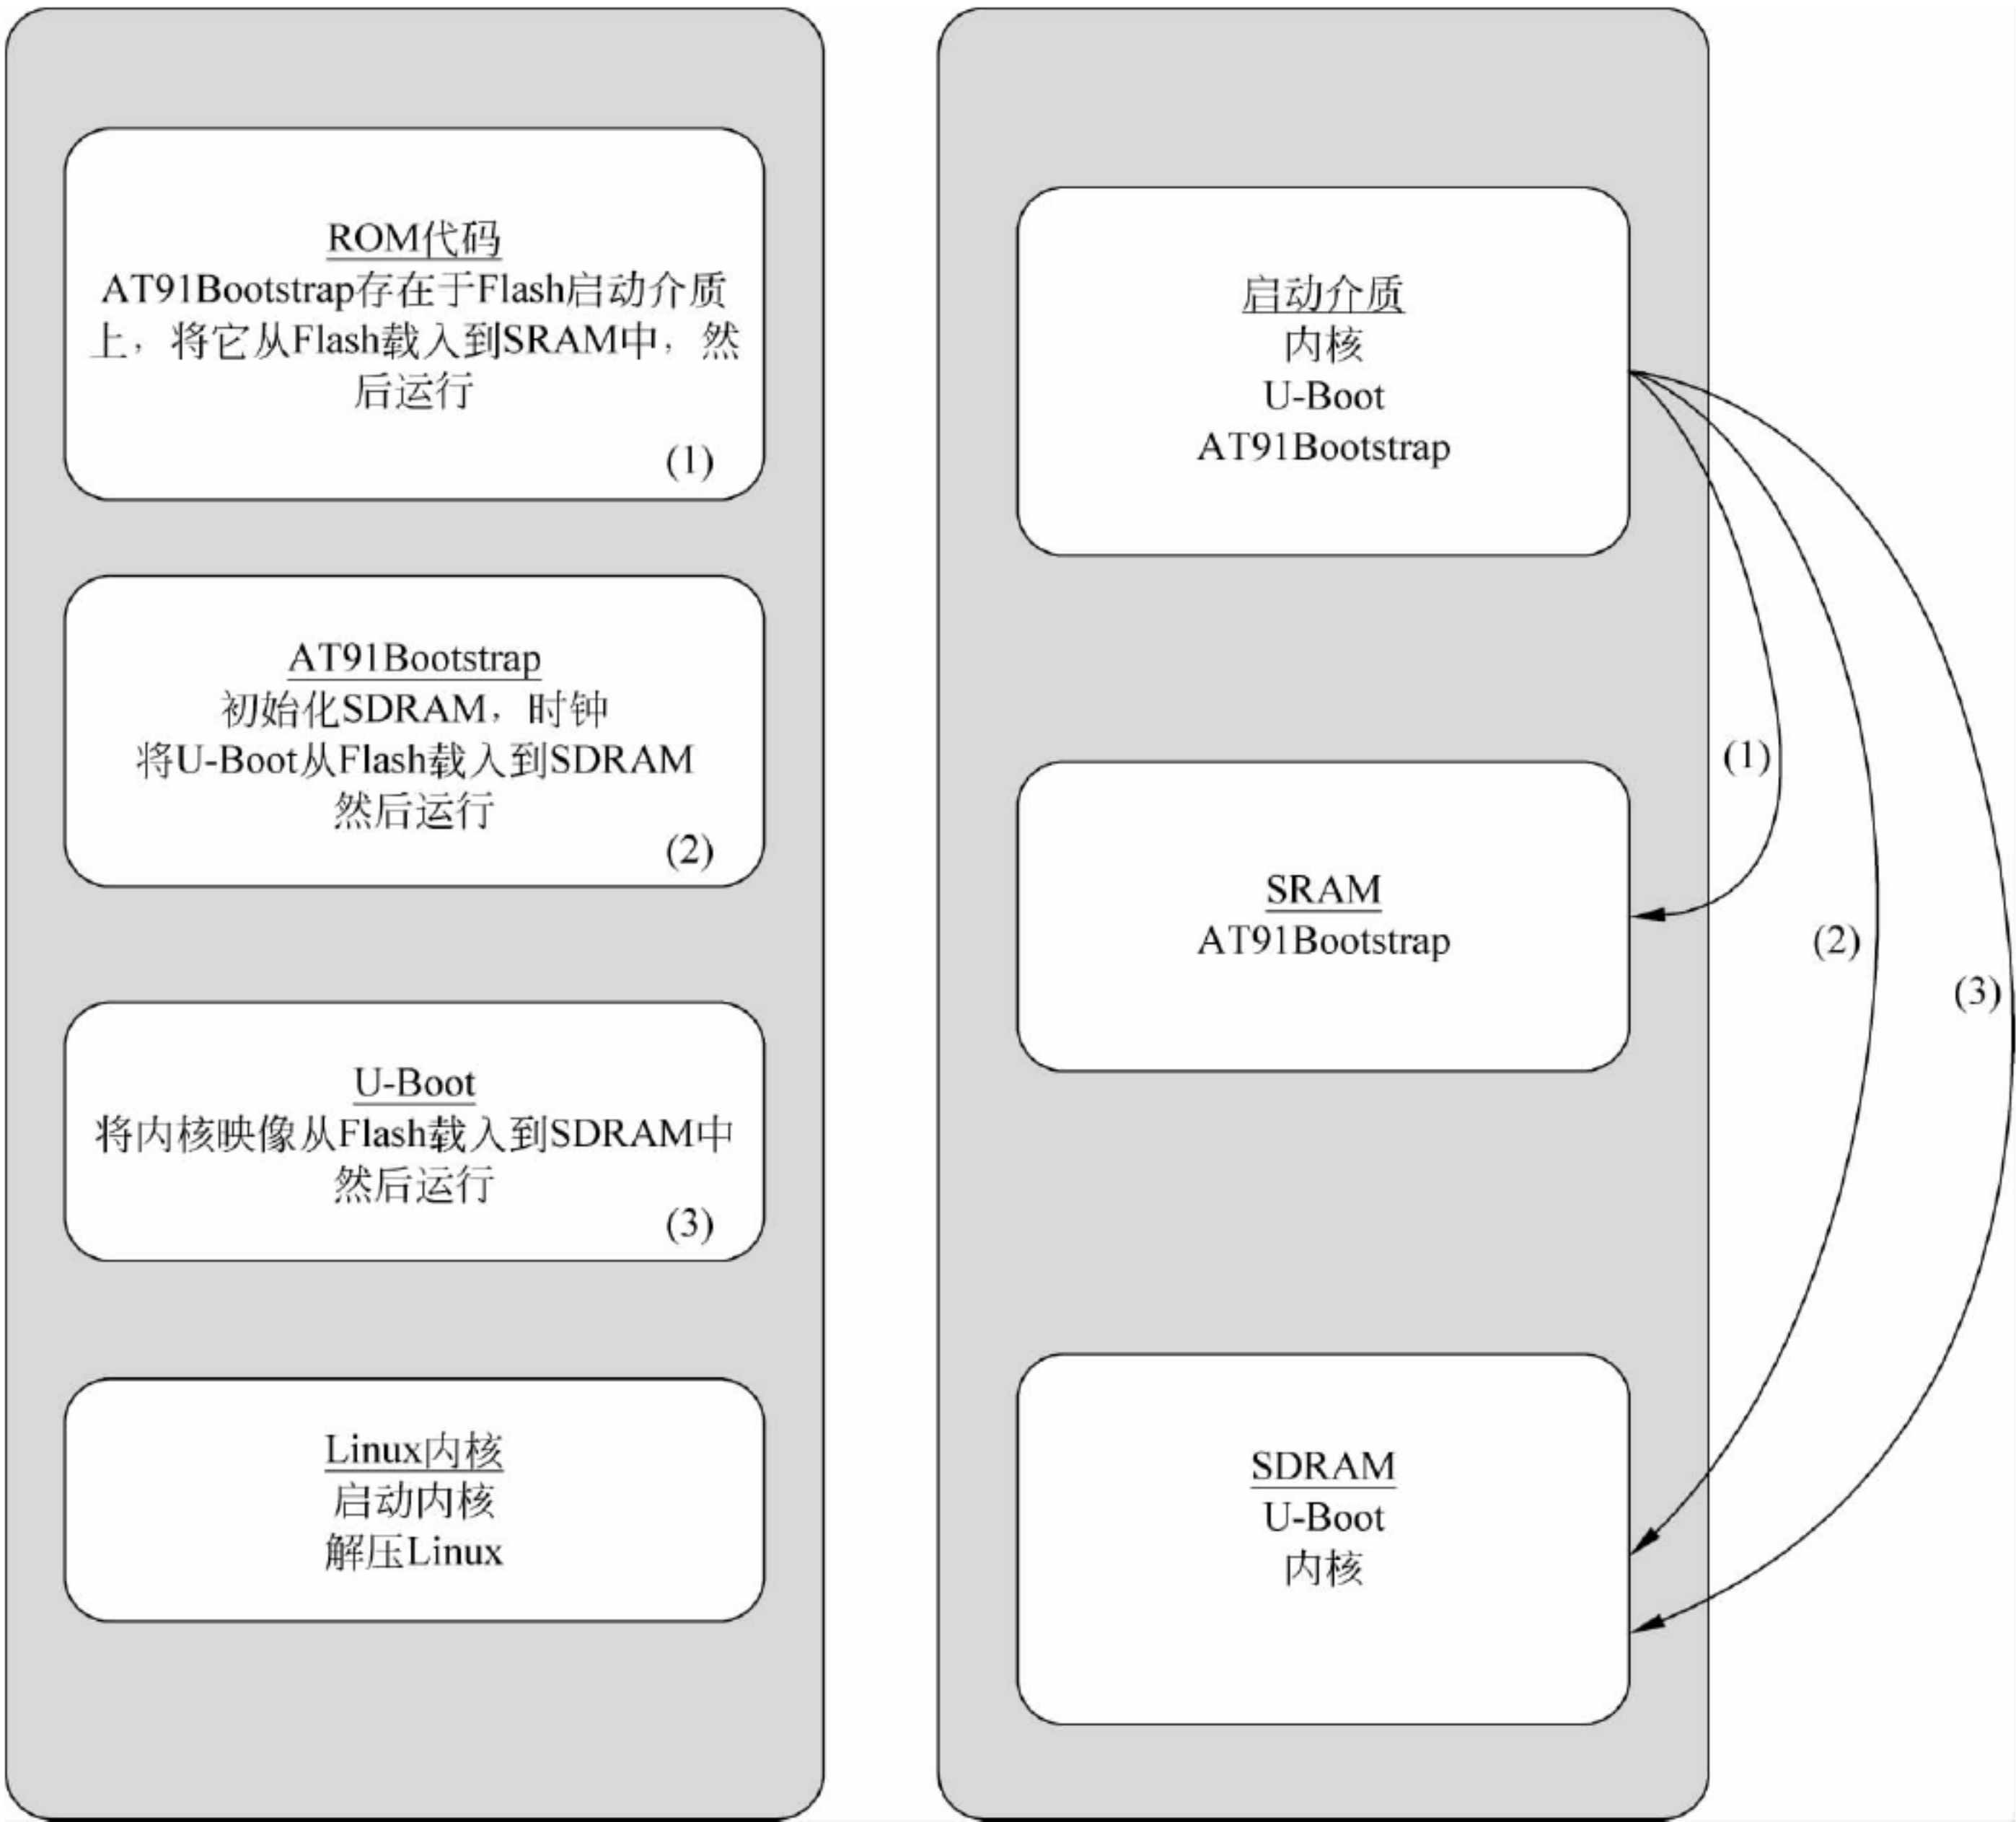 ROM代码
AT91Bootstrap存在于Flash启动介质
上，将它从Flash载入到SRAM中，然
后运行
(1)
AT91Bootstrap
初始化SDRAM，时钟
将U-Boot从Flash载入到SDRAM
然后运行
(2)
U-Boot
将内核映像从Flash载入到SDRAM中
然后运行
(3)
Linux内核
启动内核
解压Linux
启动介质
内核
U-Boot
AT91Bootstrap
SRAM
AT91Bootstrap
SDRAM
U-Boot
内核
(1)
(2)
(3)